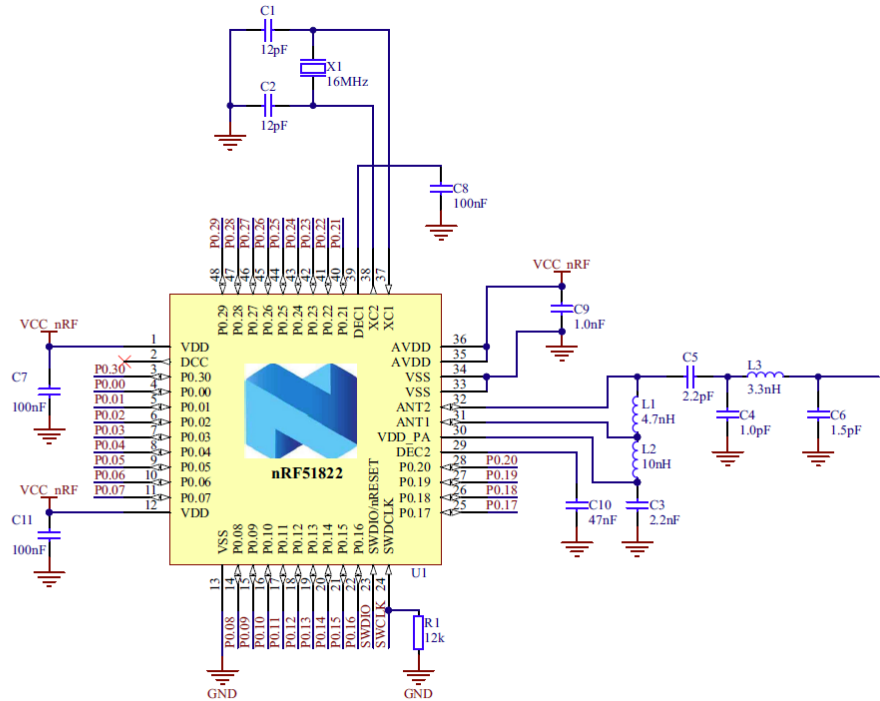 C1
12pF
X1
16MHz
C2
12pF
C8
100nF
P0.29
P0.28
P0.27
P0.26
P0.25
P0.24
P0.23
P0.22
P0.21
48
47
46
45
44
43
42
41
40
39
38
37
P0.29
P0.28
P0.27
P0.26
P0.25
P0.24
P0.23
P0.22
P0.21
DEC1
XC2
XC1
VCC_nRF
C9
1.0nF
VCC_nRF
C7
100nF
1 VDD
2 DCC
P0.30 3 P0.30
P0.00 4 P0.00
P0.01 5 P0.01
P0.02 6 P0.02
P0.03 7 P0.03
P0.04 8 P0.04
P0.05 9 P0.05
P0.06 10 P0.06
P0.07 11 P0.07
12 VDD
VCC_nRF
C11
100nF
nRF51822
AVDD 36
AVDD 35
VSS 34
VSS 33
ANT2 32
ANT1 31
VDD_PA 30
DEC2 29
P0.20 28 P0.20
P0.19 27 P0.19
P0.18 26 P0.18
P0.17 25 P0.17
C5
2.2pF
L3
3.3nH
L1
4.7nH
C4
1.0pF
C6
1.5pF
L2
10nH
C10
47nF
C3
2.2nF
VSS
P0.08
P0.09
P0.10
P0.11
P0.12
P0.13
P0.14
P0.15
P0.16
SWDIO/nRESET
SWDCLK
U1
13
14
15
16
17
18
19
20
21
22
23
24
P0.08
P0.09
P0.10
P0.11
P0.12
P0.13
P0.14
P0.15
P0.16
SWDIO
SWCLK
R1
12k
GND
GND